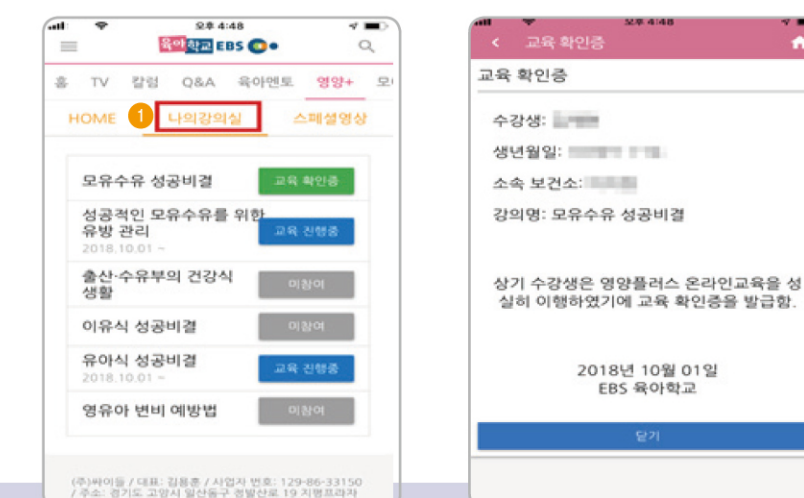 오후 4:48
육아학교 EBS
홈 TV 칼럼 Q&A 육아멘토 영양+ 모
HOME 1 나의강의실 스페셜영상
모유수유 성공비결 교육 확인증
성공적인 모유수유를 위한
유방 관리 교육 진행중
2018.10.01 ~
출산·수유부의 건강식
생활 미참여
이유식 성공비결 미참여
유아식 성공비결 교육 진행중
2018.10.01 ~
영유아 변비 예방법 미참여
(주)싸이들 / 대표: 김용훈 / 사업자 번호: 129-86-33150
/ 주소: 경기도 고양시 일산동구 정발산로 19 지평프라자
오후 4:48
교육 확인증
교육 확인증
수강생:
생년월일:
소속 보건소:
강의명: 모유수유 성공비결
상기 수강생은 영양플러스 온라인교육을 성
실히 이행하였기에 교육 확인증을 발급함.
2018년 10월 01일
EBS 육아학교
닫기